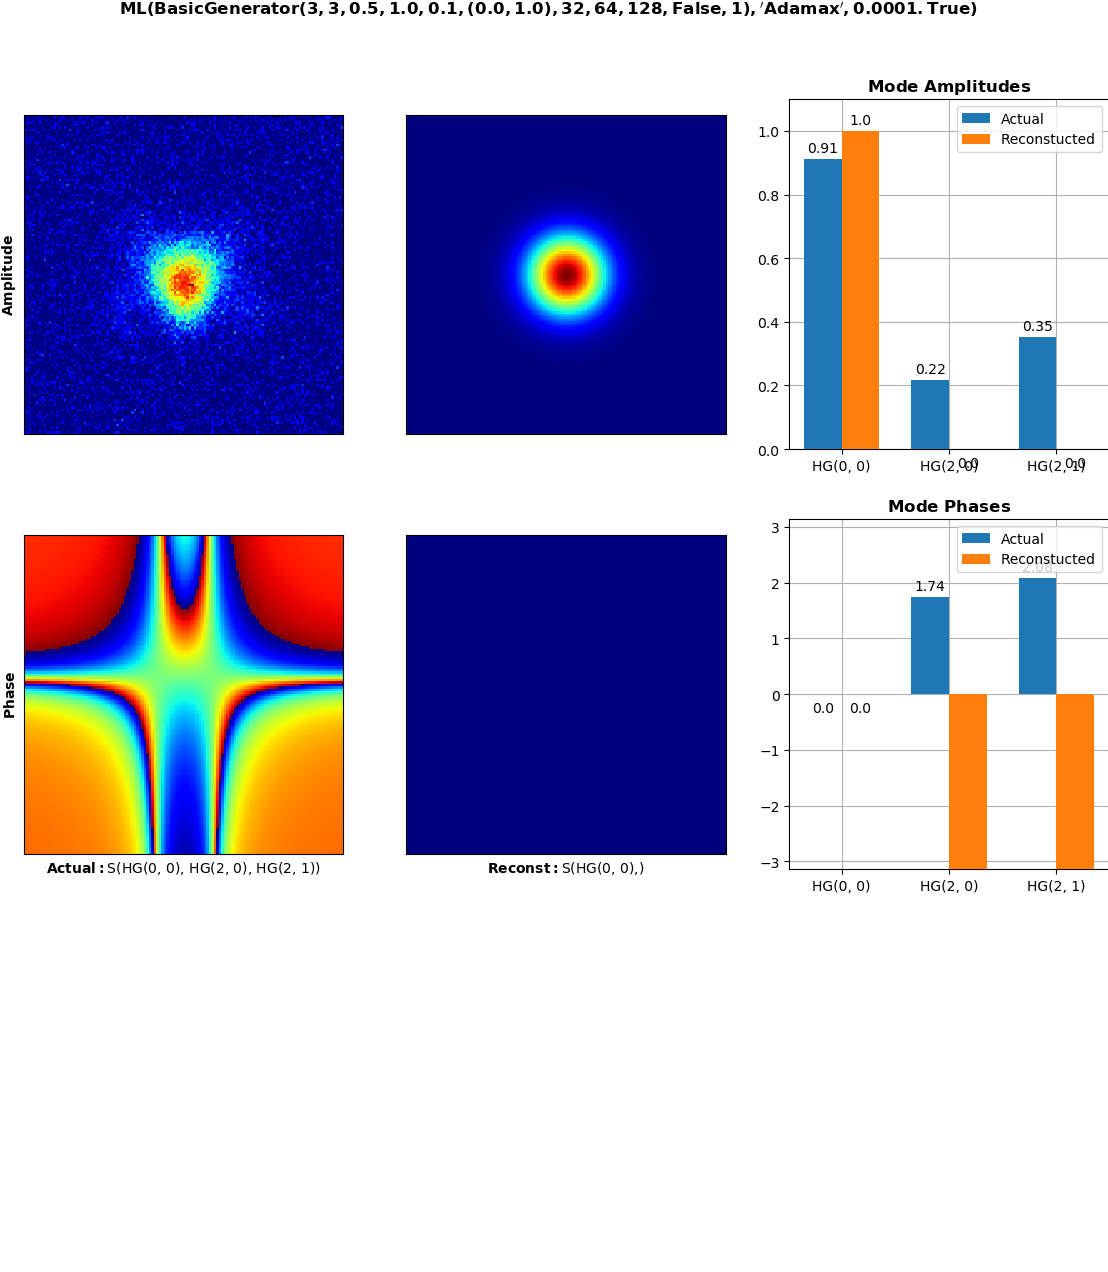 ML(BasicGenerator(3, 3, 0.5, 1.0, 0.1, (0.0, 1.0), 32, 64, 128, False, 1), ′Adamax′, 0.0001. True)
Amplitude
Mode Amplitudes
Actual
Reconstucted
0.91
1.0
0.22
0.0
0.35
0.0
1.0
0.8
0.6
0.4
0.2
0.0
HG(0, 0)
HG(2, 0)
HG(2, 1)
Phase
Actual: S(HG(0, 0), HG(2, 0), HG(2, 1))
Reconst: S(HG(0, 0),)
Mode Phases
Actual
Reconstucted
0.0
0.0
1.74
2.08
3
2
1
0
−1
−2
−3
HG(0, 0)
HG(2, 0)
HG(2, 1)